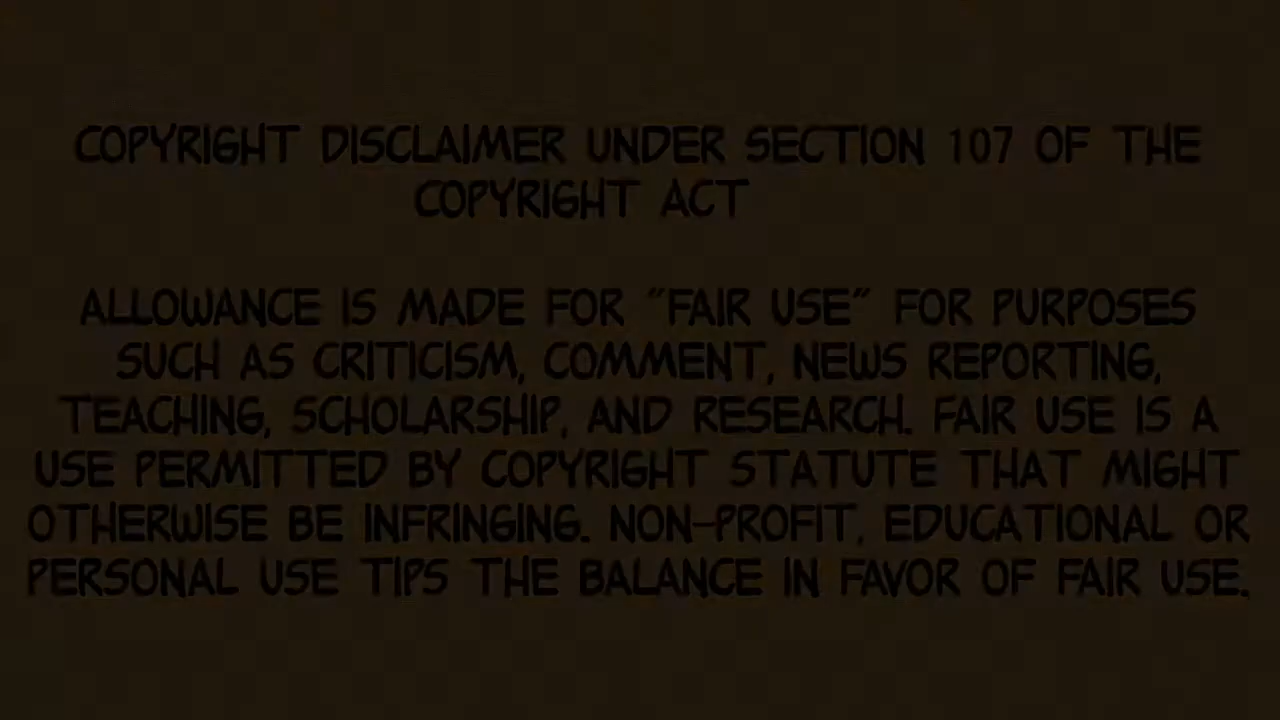 COPYRIGHT DISCLAIMER UNDER SECTION 107 OF THE
COPYRIGHT ACT
ALLOWANCE IS MADE FOR "FAIR USE" FOR PURPOSES
SUCH AS CRITICISM, COMMENT, NEWS REPORTING,
TEACHING, SCHOLARSHIP, AND RESEARCH. FAIR USE IS A
USE PERMITTED BY COPYRIGHT STATUTE THAT MIGHT
OTHERWISE BE INFRINGING. NON-PROFIT, EDUCATIONAL OR
PERSONAL USE TIPS THE BALANCE IN FAVOR OF FAIR USE.